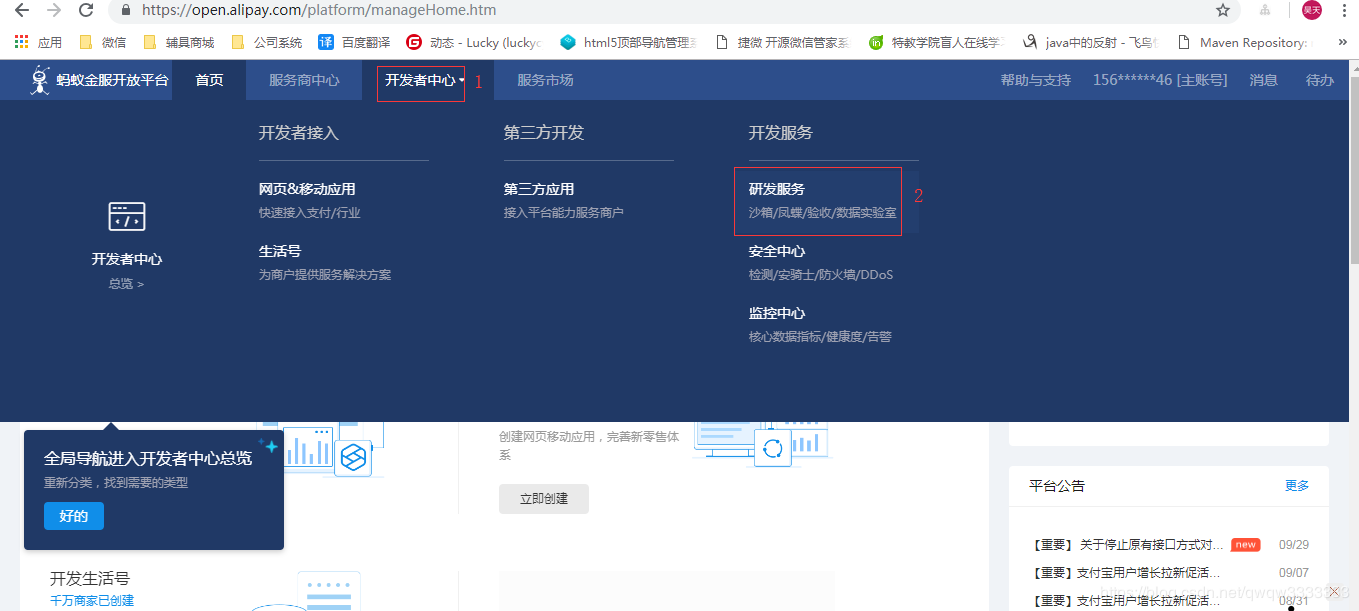 https://open.alipay.com/platform/manageHome.htm
昊天
应用 微信 辅具商城 公司系统 译 百度翻译 动态 - Lucky (luckyc html5顶部导航管理系 捷微 开源微信管家系 特教学院盲人在线学 java中的反射 - 飞鸟 Maven Repository: »
蚂蚁金服开放平台 首页 服务商中心 开发者中心 1 服务市场 帮助与支持 156******46 [主账号] 消息 待办
开发者接入 第三方开发 开发服务
网页&移动应用 第三方应用 研发服务 2
快速接入支付/行业 接入平台能力服务商户 沙箱/凤蝶/验收/数据实验室
开发者中心 生活号 安全中心
总览 > 为商户提供服务解决方案 检测/安骑士/防火墙/DDoS
监控中心
核心数据指标/健康度/告警
创建网页移动应用，完善新零售体
系
立即创建
全局导航进入开发者中心总览
重新分类，找到需要的类型
好的
平台公告 更多
【重要】关于停止原有接口方式对... new 09/29
【重要】支付宝用户增长拉新促活... 09/07
【重要】支付宝用户增长拉新促活... 08/31
开发生活号
千万商家已创建